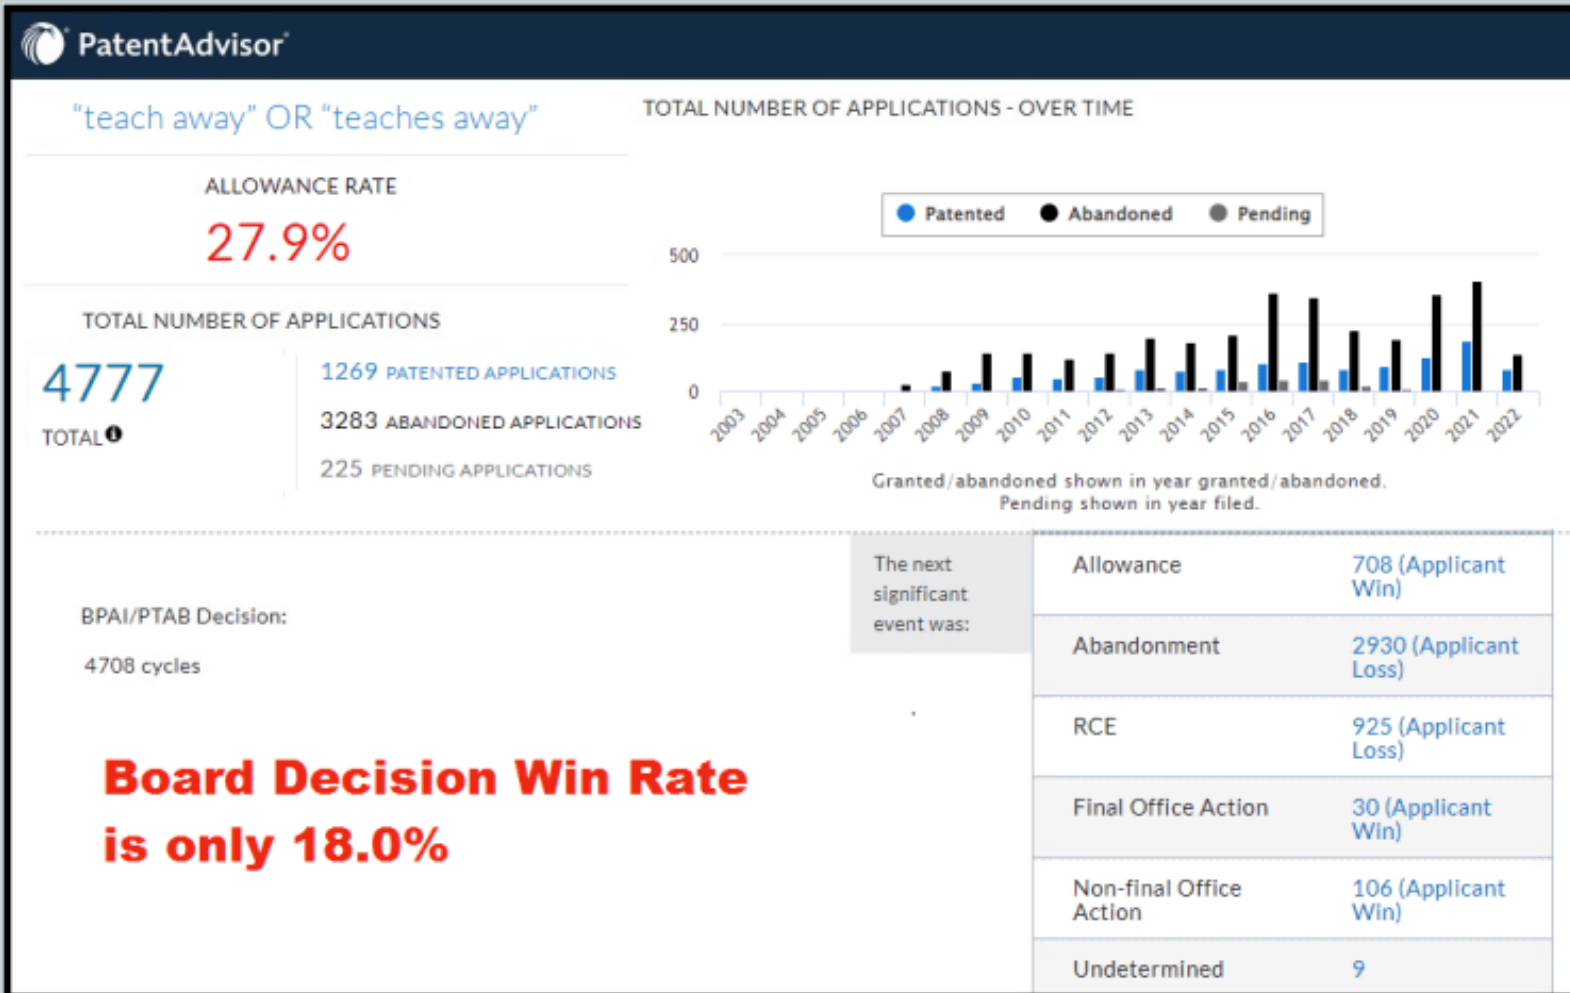 PatentAdvisor
“teach away” OR “teaches away”
ALLOWANCE RATE
27.9%
TOTAL NUMBER OF APPLICATIONS
4777
TOTAL
1269 PATENTED APPLICATIONS
3283 ABANDONED APPLICATIONS
225 PENDING APPLICATIONS
TOTAL NUMBER OF APPLICATIONS - OVER TIME
Patented Abandoned Pending
500
250
0
2003 2004 2005 2006 2007 2008 2009 2010 2011 2012 2013 2014 2015 2016 2017 2018 2019 2020 2021 2022
Granted/abandoned shown in year granted/abandoned.
Pending shown in year filed.
BPAI/PTAB Decision:
4708 cycles
Board Decision Win Rate
is only 18.0%
The next
significant
event was:
Allowance 708 (Applicant
Win)
Abandonment 2930 (Applicant
Loss)
RCE 925 (Applicant
Loss)
Final Office Action 30 (Applicant
Win)
Non-final Office 106 (Applicant
Action Win)
Undetermined 9